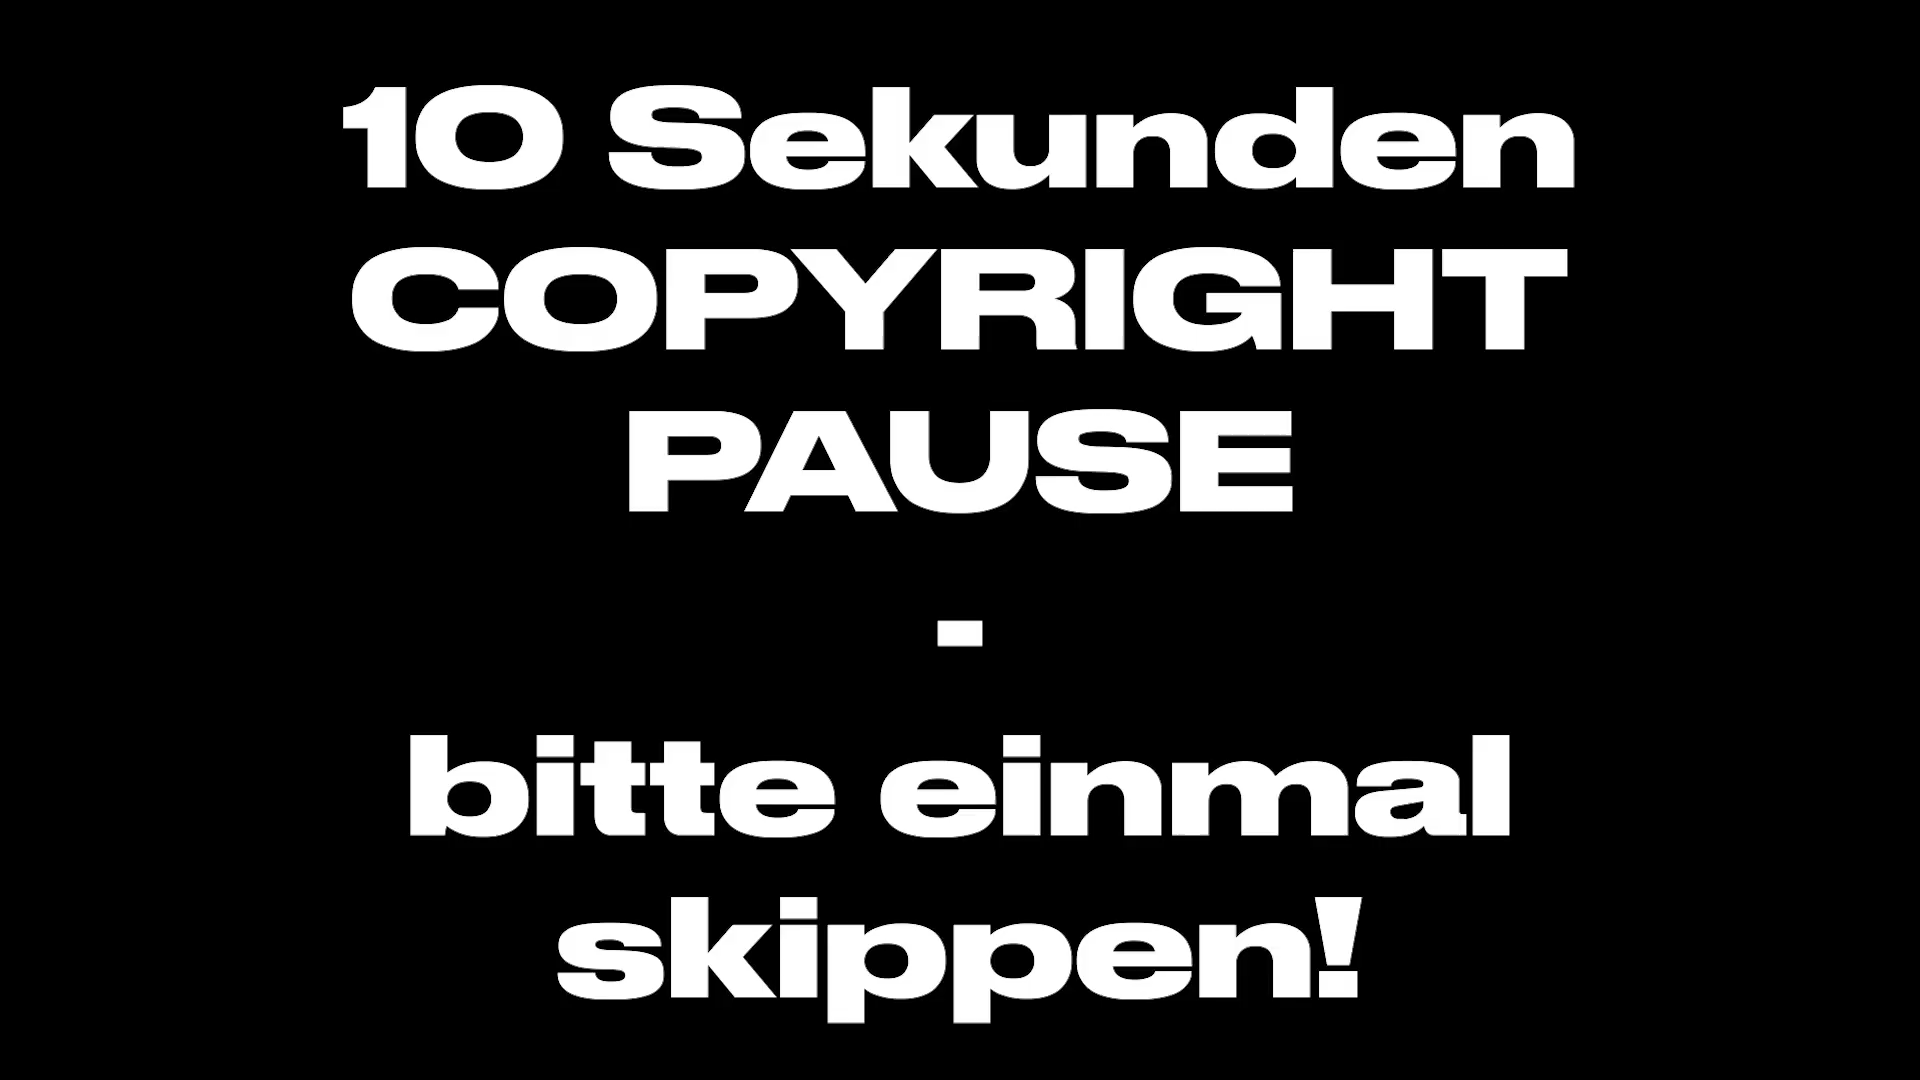 10 Sekunden
COPYRIGHT
PAUSE
-
bitte einmal
skippen!